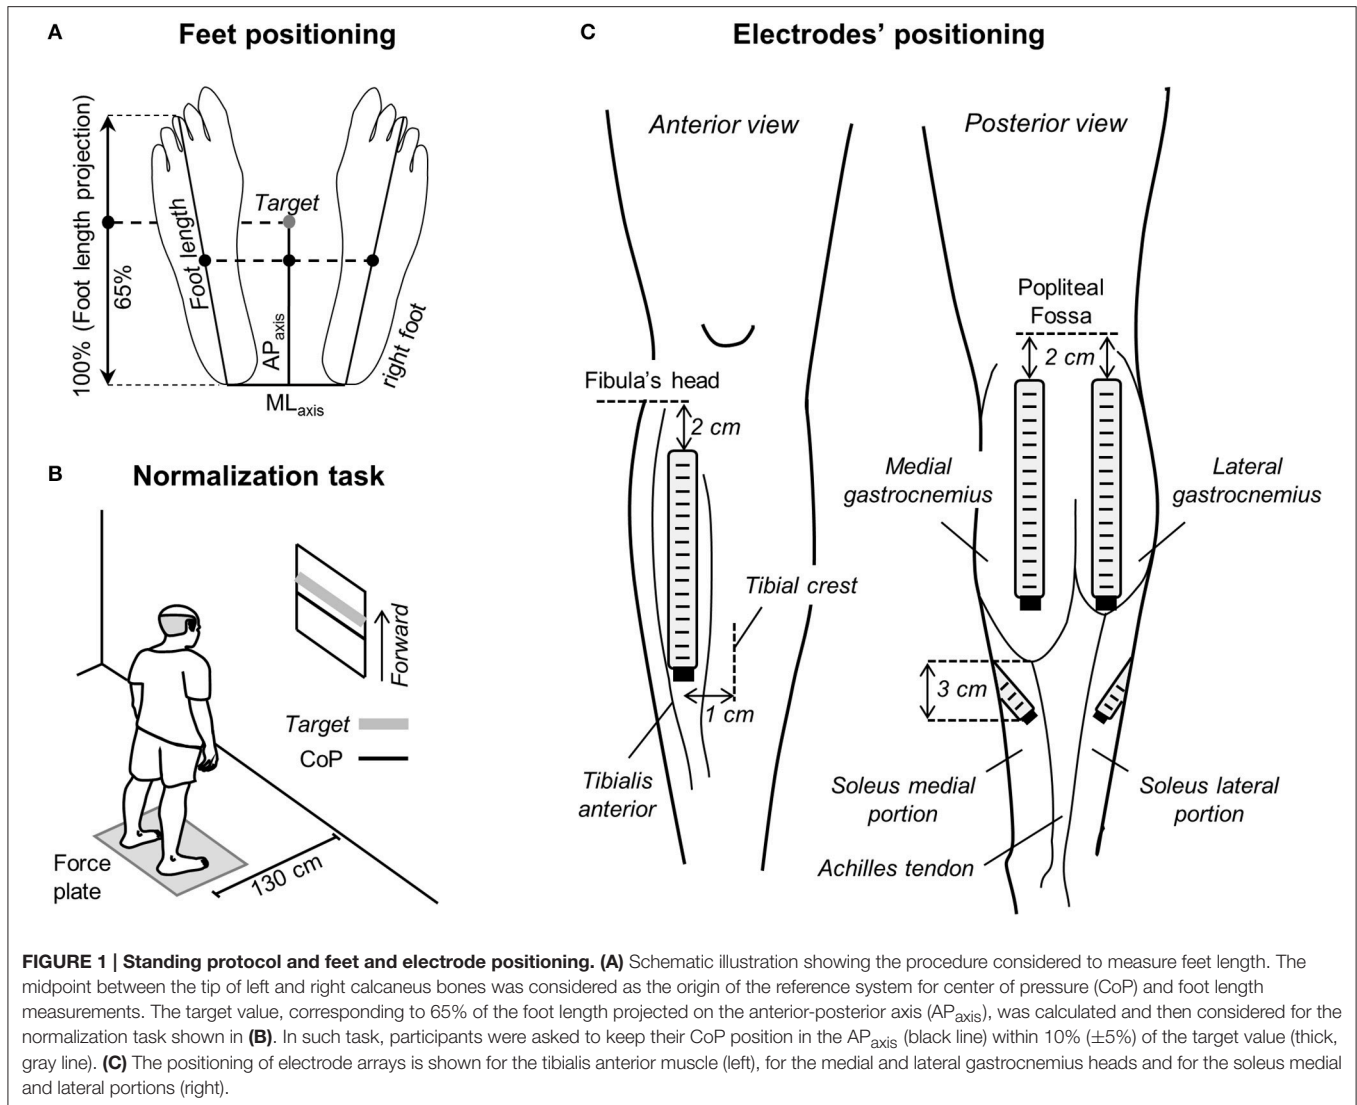 A
Feet positioning
100% (Foot length projection)
65%
Foot length
Target
APaxis
MLaxis
right foot
B
Normalization task
Forward
Target
CoP
Force
plate
130 cm
C
Electrodes’ positioning
Anterior view
Posterior view
Popliteal
Fossa
2 cm
Fibula’s head
2 cm
Medial
gastrocnemius
Lateral
gastrocnemius
Tibial crest
1 cm
3 cm
Tibialis
anterior
Soleus medial
portion
Soleus lateral
portion
Achilles tendon
FIGURE 1 | Standing protocol and feet and electrode positioning. (A) Schematic illustration showing the procedure considered to measure feet length. The
midpoint between the tip of left and right calcaneus bones was considered as the origin of the reference system for center of pressure (CoP) and foot length
measurements. The target value, corresponding to 65% of the foot length projected on the anterior-posterior axis (APaxis), was calculated and then considered for the
normalization task shown in (B). In such task, participants were asked to keep their CoP position in the APaxis (black line) within 10% (±5%) of the target value (thick,
gray line). (C) The positioning of electrode arrays is shown for the tibialis anterior muscle (left), for the medial and lateral gastrocnemius heads and for the soleus medial
and lateral portions (right).